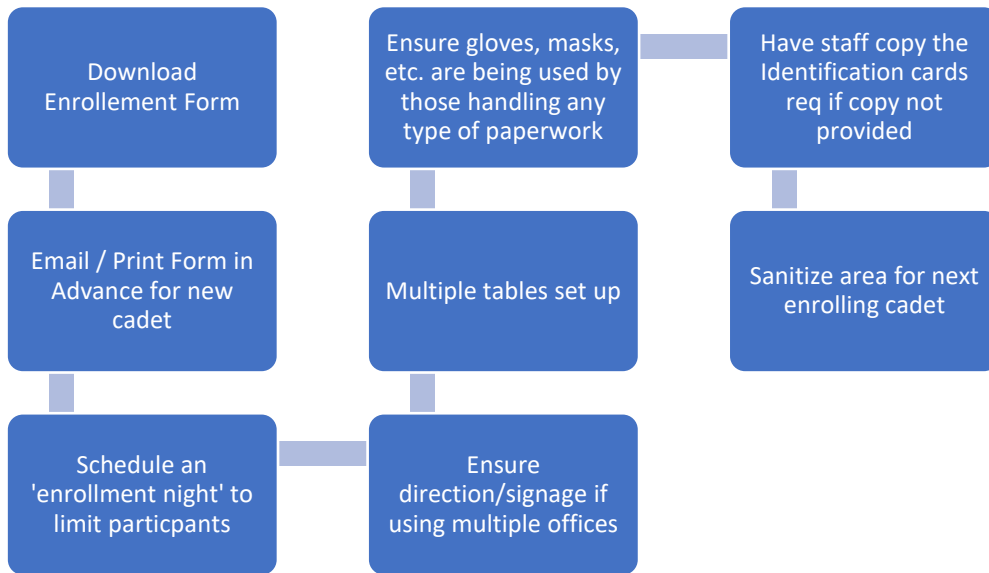 Download
Enrollement Form
Email / Print Form in
Advance for new
cadet
Schedule an
'enrollment night' to
limit particpants
Ensure
direction/signage if
using multiple offices
Multiple tables set up
Ensure gloves, masks,
etc. are being used by
those handling any
type of paperwork
Have staff copy the
Identification cards
req if copy not
provided
Sanitize area for next
enrolling cadet